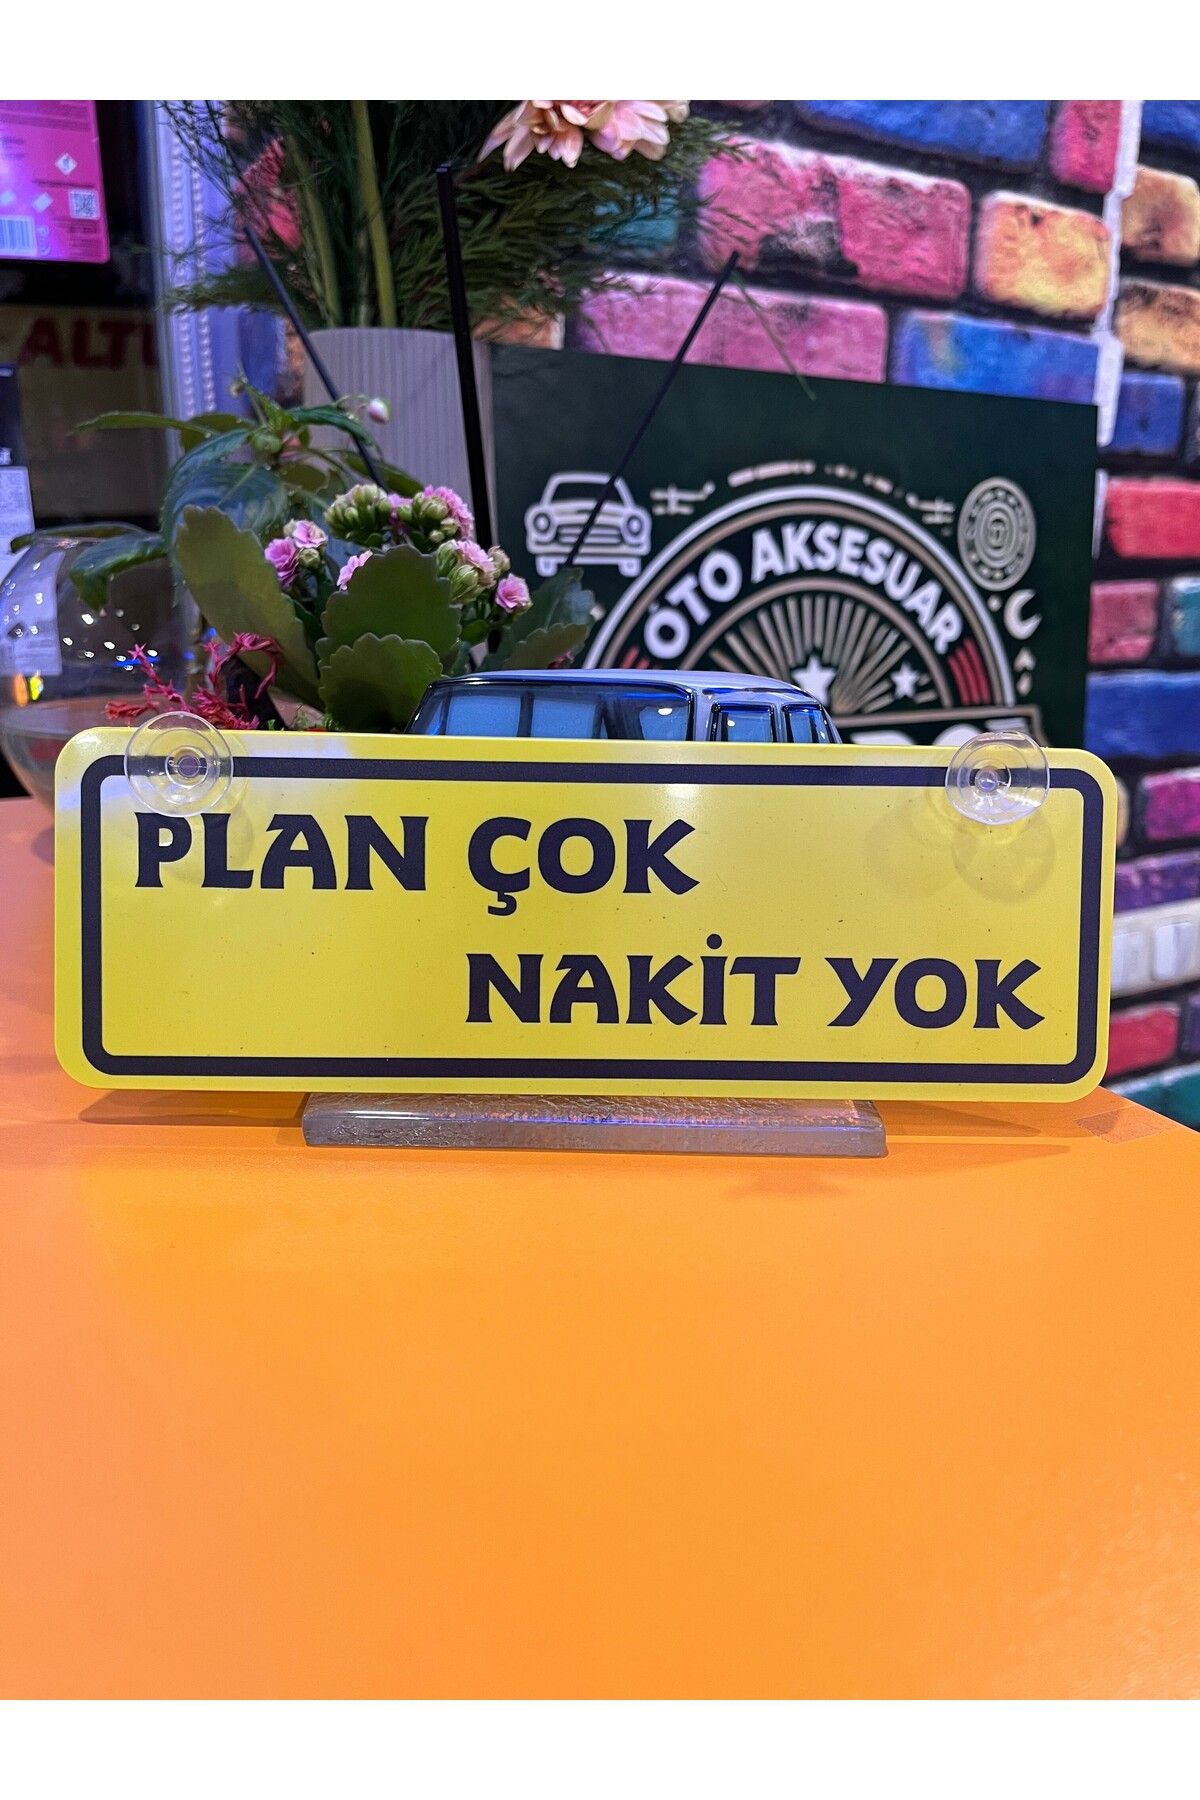 OTO AKSESUAR
PLAN ÇOK
NAKİT YOK